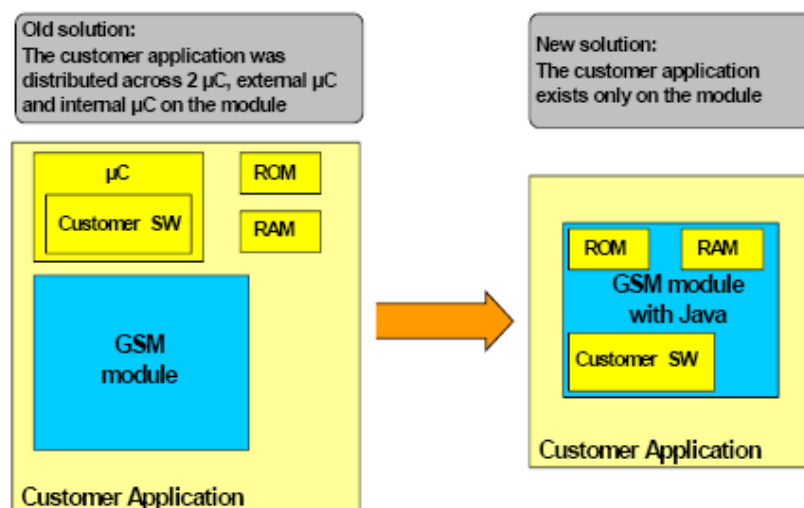 Old solution:
The customer application was
distributed across 2 µC, external µC
and internal µC on the module
New solution:
The customer application
exists only on the module
µC
Customer SW
ROM
RAM
GSM
module
Customer Application
ROM
RAM
GSM module
with Java
Customer SW
Customer Application